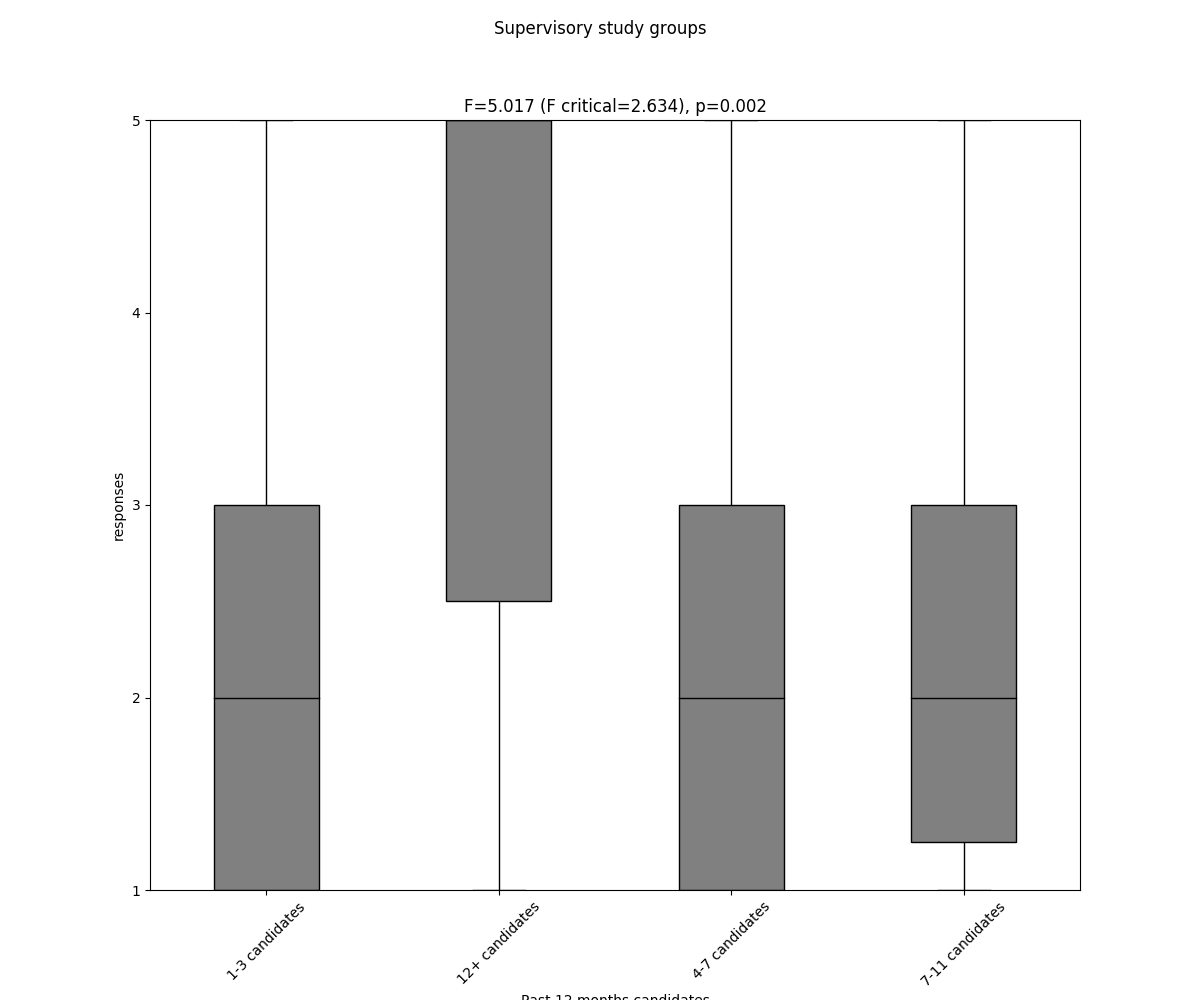 Supervisory study groups
F=5.017 (F critical=2.634), p=0.002
5
4
3
2
1
responses
1-3 candidates
12+ candidates
4-7 candidates
7-11 candidates
Past 12 months candidates